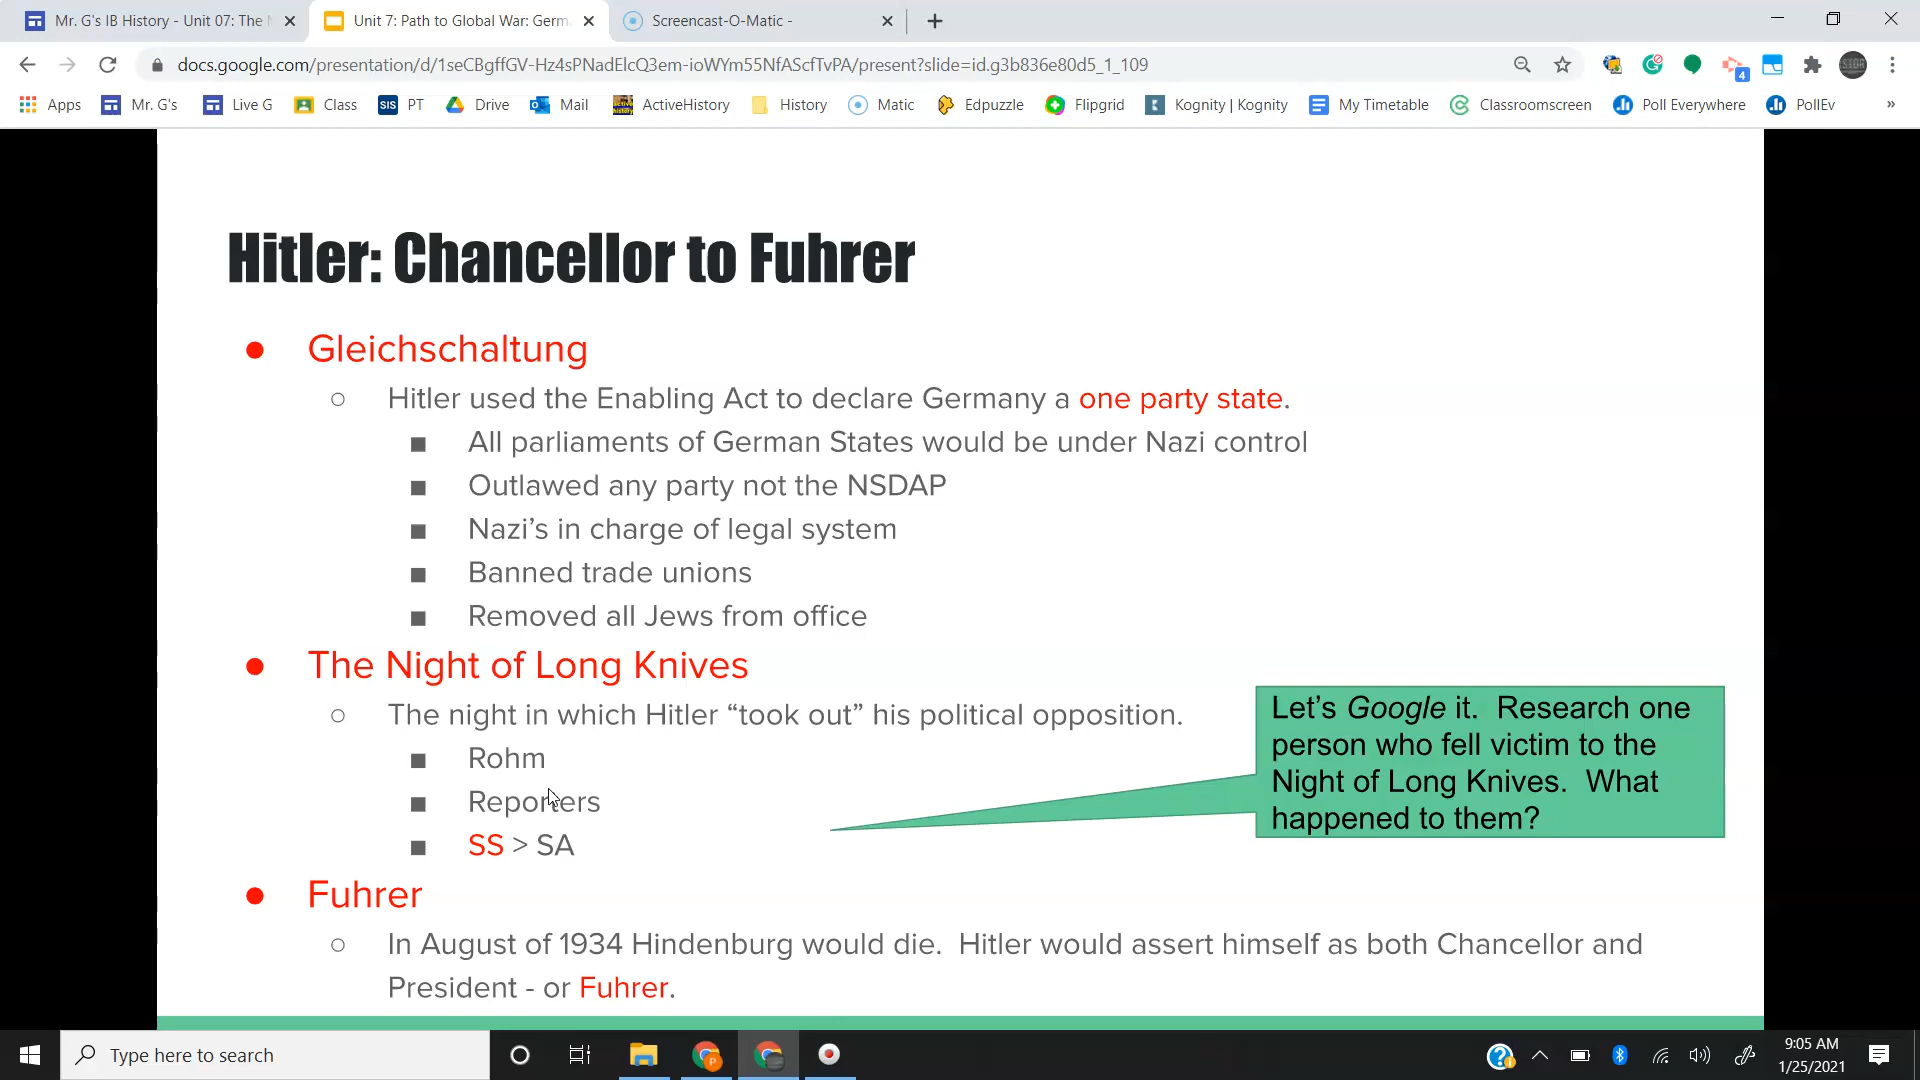 Mr. G's IB History - Unit 07: The
Unit 7: Path to Global War: Germ
Screencast-O-Matic -
docs.google.com/presentation/d/1seCBgffGV-Hz4sPNadElcQ3em-ioWYm55NfAScfTvPA/present?slide=id.g3b836e80d5_1_109
4
Apps
Mr. G's
Live G
Class
SIS PT
Drive
Mail
ActiveHistory
History
Matic
Edpuzzle
Flipgrid
Kognity | Kognity
My Timetable
Classroomscreen
Poll Everywhere
PollEv
»
Hitler: Chancellor to Fuhrer
● Gleichschaltung
○ Hitler used the Enabling Act to declare Germany a one party state.
■ All parliaments of German States would be under Nazi control
■ Outlawed any party not the NSDAP
■ Nazi’s in charge of legal system
■ Banned trade unions
■ Removed all Jews from office
● The Night of Long Knives
○ The night in which Hitler “took out” his political opposition.
■ Rohm
■ Reporters
■ SS > SA
Let’s Google it. Research one
person who fell victim to the
Night of Long Knives. What
happened to them?
● Fuhrer
○ In August of 1934 Hindenburg would die. Hitler would assert himself as both Chancellor and
President - or Fuhrer.
Type here to search
9:05 AM
1/25/2021